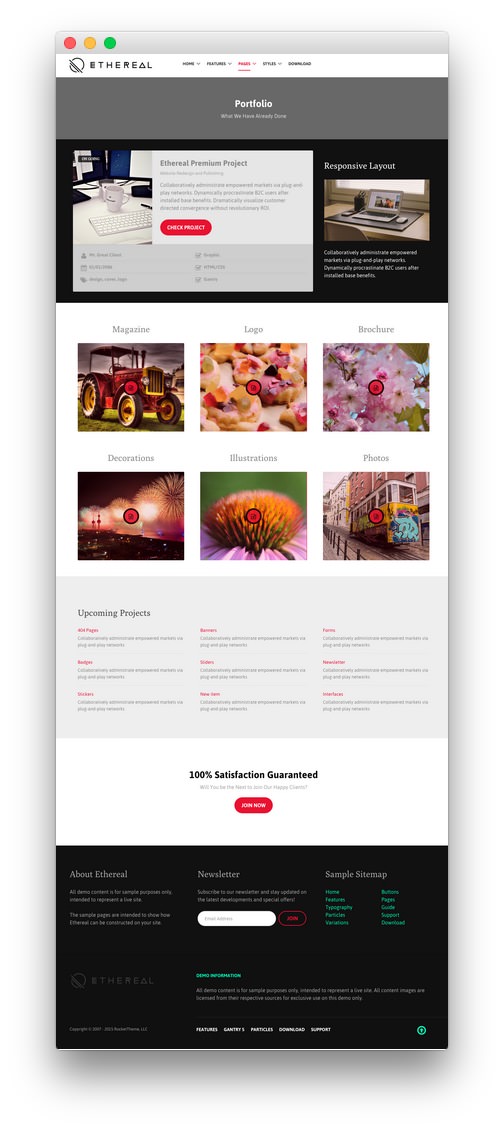 ETHEREAL
HOME FEATURES PAGES STYLES DOWNLOAD
Portfolio
What We Have Already Done
Ethereal Premium Project
Website Redesign and Publishing
Collaboratively administrate empowered markets via plug-and-
play networks. Dynamically procrastinate B2C users after
installed base benefits. Dramatically visualize customer
directed convergence without revolutionary ROI.
CHECK PROJECT
Mr. Great Client
Graphic
HTML/CSS
design, cover, logo
Gantry
Responsive Layout
Collaboratively administrate empowered
markets via plug-and-play networks.
Dynamically procrastinate B2C users after
installed base benefits.
Magazine
Logo
Brochure
Decorations
Illustrations
Photos
Upcoming Projects
404 Pages
Collaboratively administrate empowered markets via
plug-and-play networks
Banners
Collaboratively administrate empowered markets via
plug-and-play networks
Forms
Collaboratively administrate empowered markets via
plug-and-play networks
Badges
Collaboratively administrate empowered markets via
plug-and-play networks
Sliders
Collaboratively administrate empowered markets via
plug-and-play networks
Newsletter
Collaboratively administrate empowered markets via
plug-and-play networks
Stickers
Collaboratively administrate empowered markets via
plug-and-play networks
New Item
Collaboratively administrate empowered markets via
plug-and-play networks
Interfaces
Collaboratively administrate empowered markets via
plug-and-play networks
100% Satisfaction Guaranteed
Will You be the Next to Join Our Happy Clients?
JOIN NOW
About Ethereal
All demo content is for sample purposes only,
intended to represent a live site.
The sample pages are intended to show how
Ethereal can be constructed on your site.
Newsletter
Subscribe to our newsletter and stay updated on
the latest developments and special offers!
Email Address
JOIN
Sample Sitemap
Home
Features
Typography
Particles
Variations
Buttons
Pages
Guide
Support
Download
ETHEREAL
DEMO INFORMATION
All demo content is for sample purposes only, intended to represent a live site. All content images are
licensed from their respective sources for exclusive use on this demo only.
Copyright © 2007 - 2015 RocketTheme, LLC
FEATURES GANTRY 5 PARTICLES DOWNLOAD SUPPORT